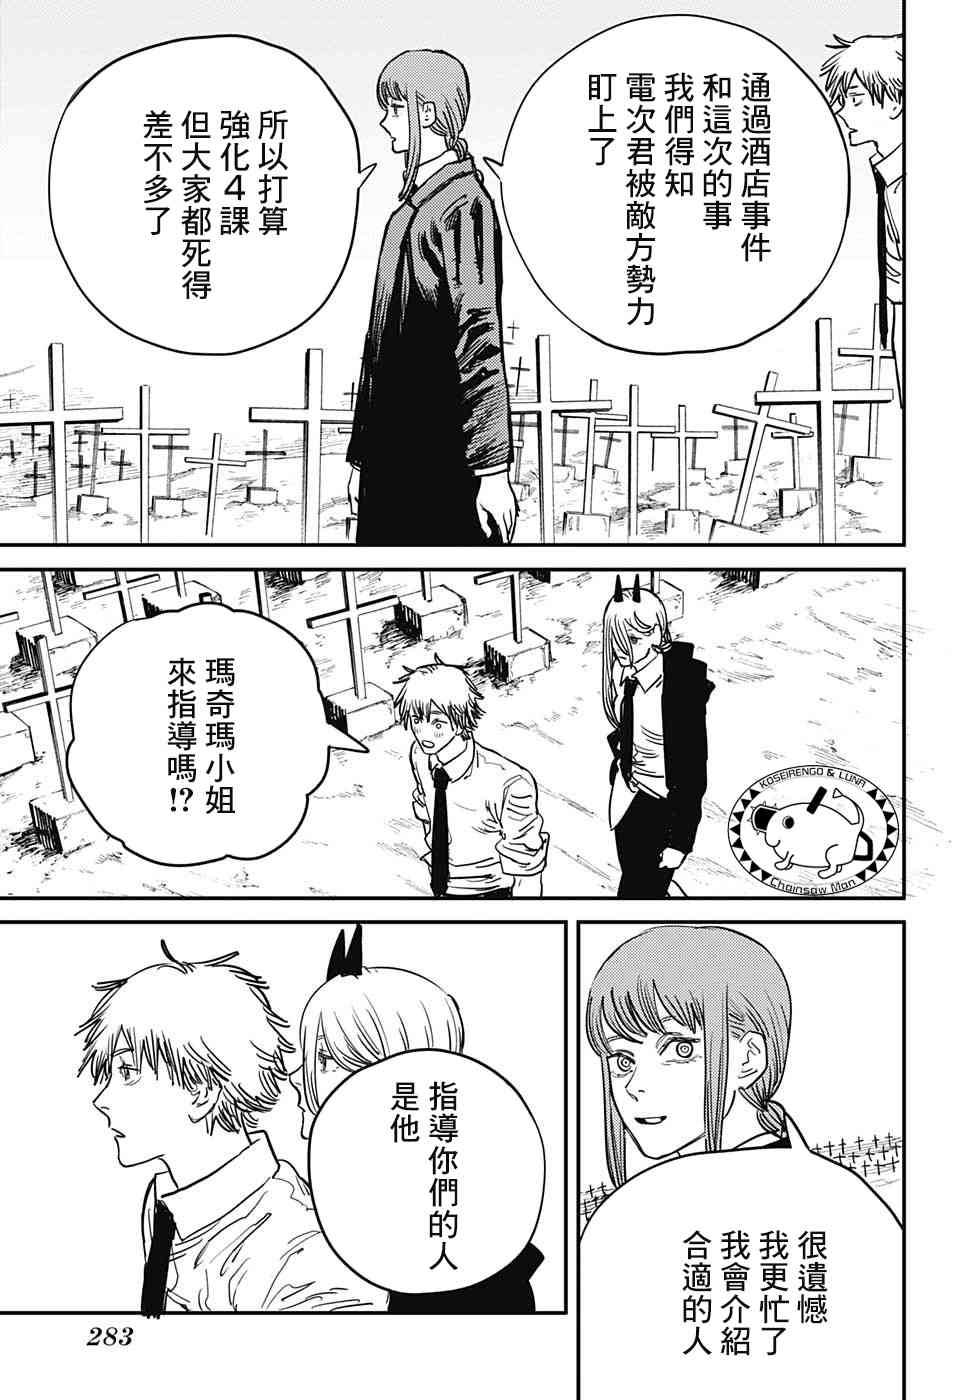 通過酒店事件
和這次的事
我們得知
電次君被敵方勢力
盯上了
所以打算
強化4課
但大家都死得
差不多了
瑪奇瑪小姐
來指導嗎!?
KOSEIRENGO & LUNA
Chainsaw Man
很遺憾
我更忙了
我會介紹
合適的人
指導你們的人
是他
283